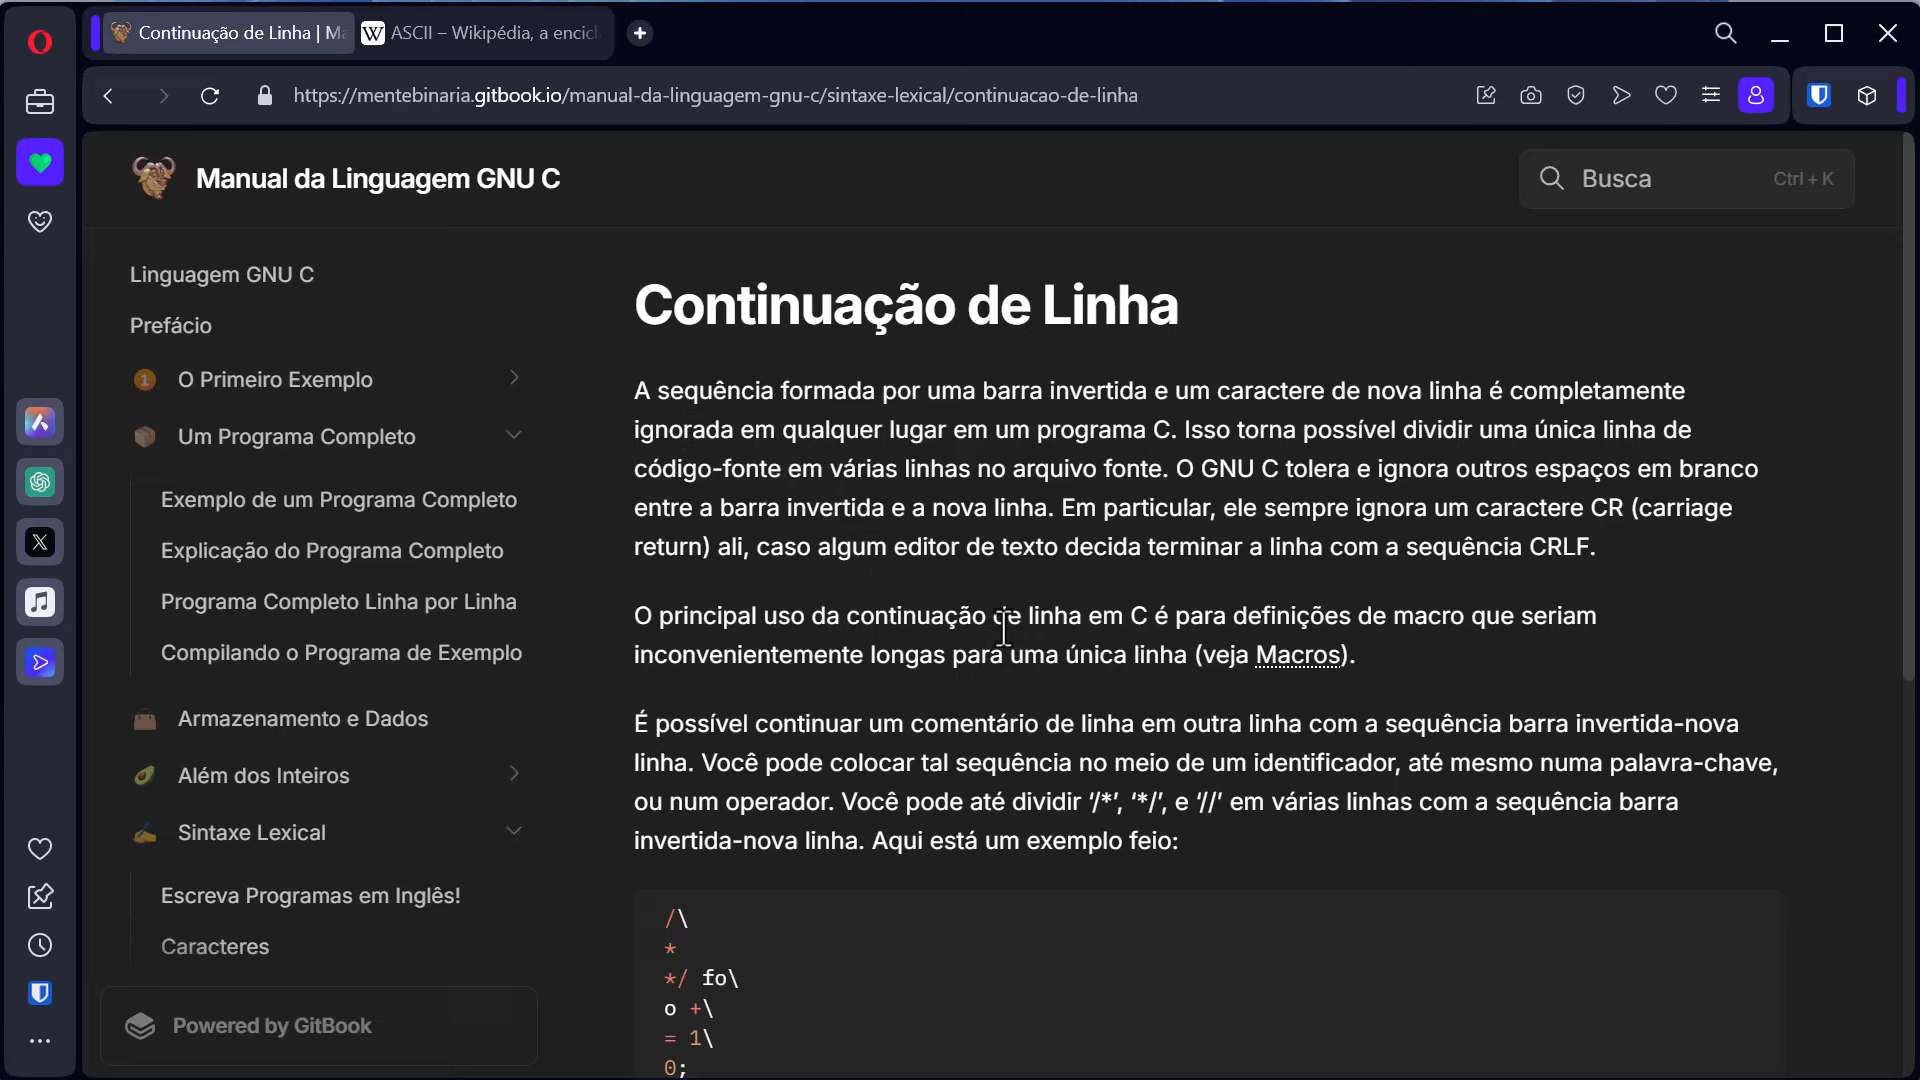 Continuação de Linha | M
ASCII – Wikipédia, a encicl
https://mentebinaria.gitbook.io/manual-da-linguagem-gnu-c/sintaxe-lexical/continuacao-de-linha
Manual da Linguagem GNU C
Busca
Ctrl + K
Linguagem GNU C
Prefácio
1 O Primeiro Exemplo
Um Programa Completo
Exemplo de um Programa Completo
Explicação do Programa Completo
Programa Completo Linha por Linha
Compilando o Programa de Exemplo
Armazenamento e Dados
Além dos Inteiros
Sintaxe Lexical
Escreva Programas em Inglês!
Caracteres
Powered by GitBook
Continuação de Linha
A sequência formada por uma barra invertida e um caractere de nova linha é completamente
ignorada em qualquer lugar em um programa C. Isso torna possível dividir uma única linha de
código-fonte em várias linhas no arquivo fonte. O GNU C tolera e ignora outros espaços em branco
entre a barra invertida e a nova linha. Em particular, ele sempre ignora um caractere CR (carriage
return) ali, caso algum editor de texto decida terminar a linha com a sequência CRLF.
O principal uso da continuação de linha em C é para definições de macro que seriam
inconvenientemente longas para uma única linha (veja Macros).
É possível continuar um comentário de linha em outra linha com a sequência barra invertida-nova
linha. Você pode colocar tal sequência no meio de um identificador, até mesmo numa palavra-chave,
ou num operador. Você pode até dividir ‘/*’, ‘*/’, e ‘//’ em várias linhas com a sequência barra
invertida-nova linha. Aqui está um exemplo feio:
/\
*
*/ fo\
o +\
= 1\
0;